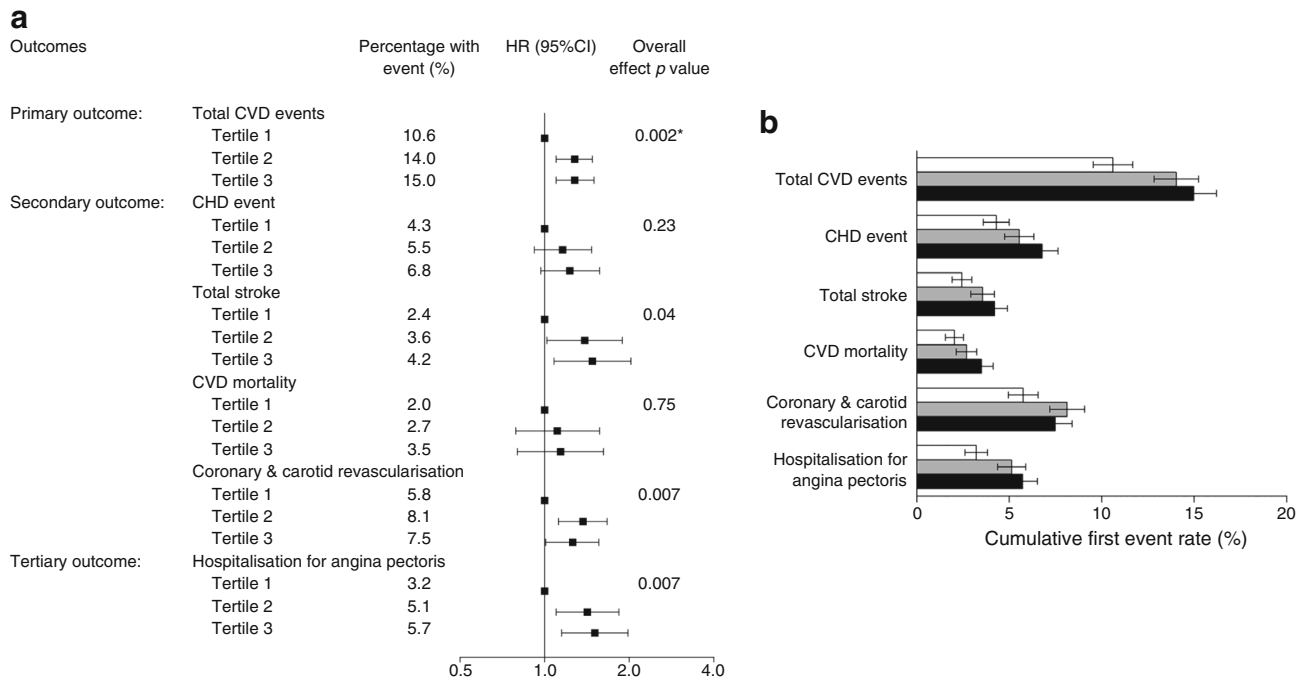 a
Outcomes Percentage with event (%) HR (95%CI) Overall effect p value
Primary outcome: Total CVD events
Tertile 1 10.6 0.002*
Tertile 2 14.0
Tertile 3 15.0
Secondary outcome: CHD event
Tertile 1 4.3 0.23
Tertile 2 5.5
Tertile 3 6.8
Total stroke
Tertile 1 2.4 0.04
Tertile 2 3.6
Tertile 3 4.2
CVD mortality
Tertile 1 2.0 0.75
Tertile 2 2.7
Tertile 3 3.5
Coronary & carotid revascularisation
Tertile 1 5.8 0.007
Tertile 2 8.1
Tertile 3 7.5
Tertiary outcome: Hospitalisation for angina pectoris
Tertile 1 3.2 0.007
Tertile 2 5.1
Tertile 3 5.7
0.5 1.0 2.0 4.0
b
Total CVD events
CHD event
Total stroke
CVD mortality
Coronary & carotid
revascularisation
Hospitalisation for
angina pectoris
0 5 10 15 20
Cumulative first event rate (%)